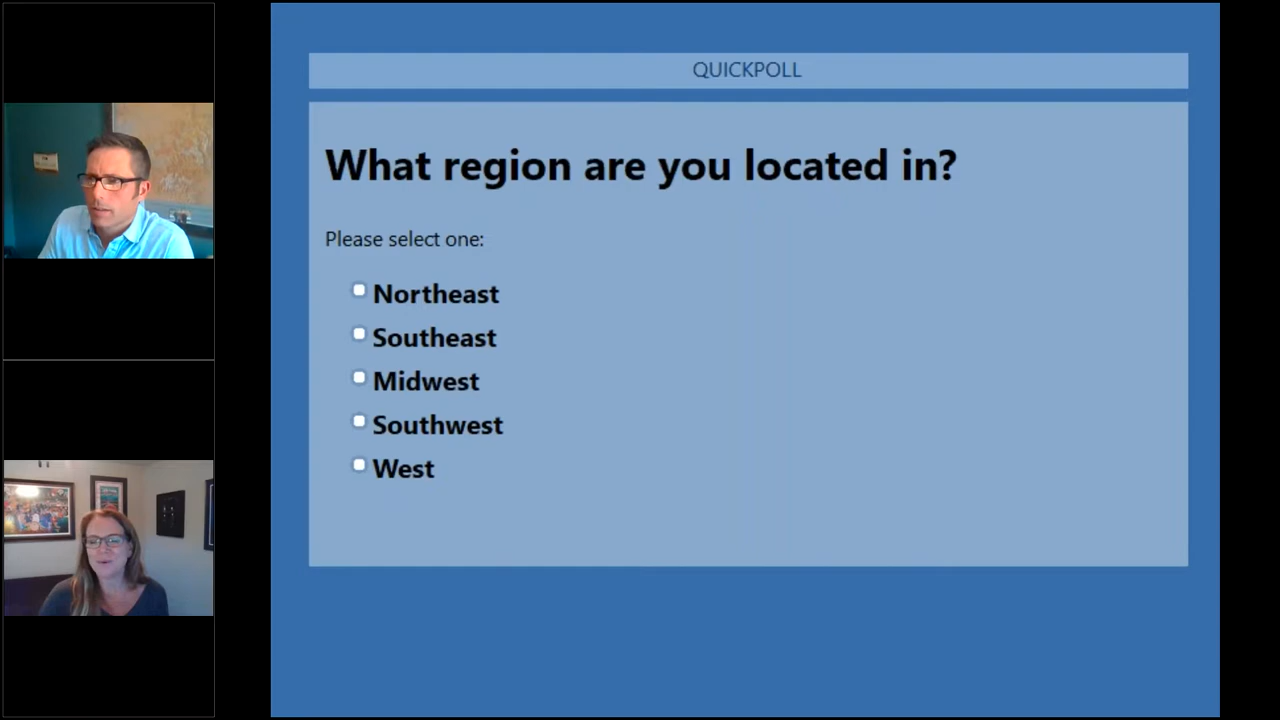 QUICKPOLL
What region are you located in?
Please select one:
Northeast
Southeast
Midwest
Southwest
West